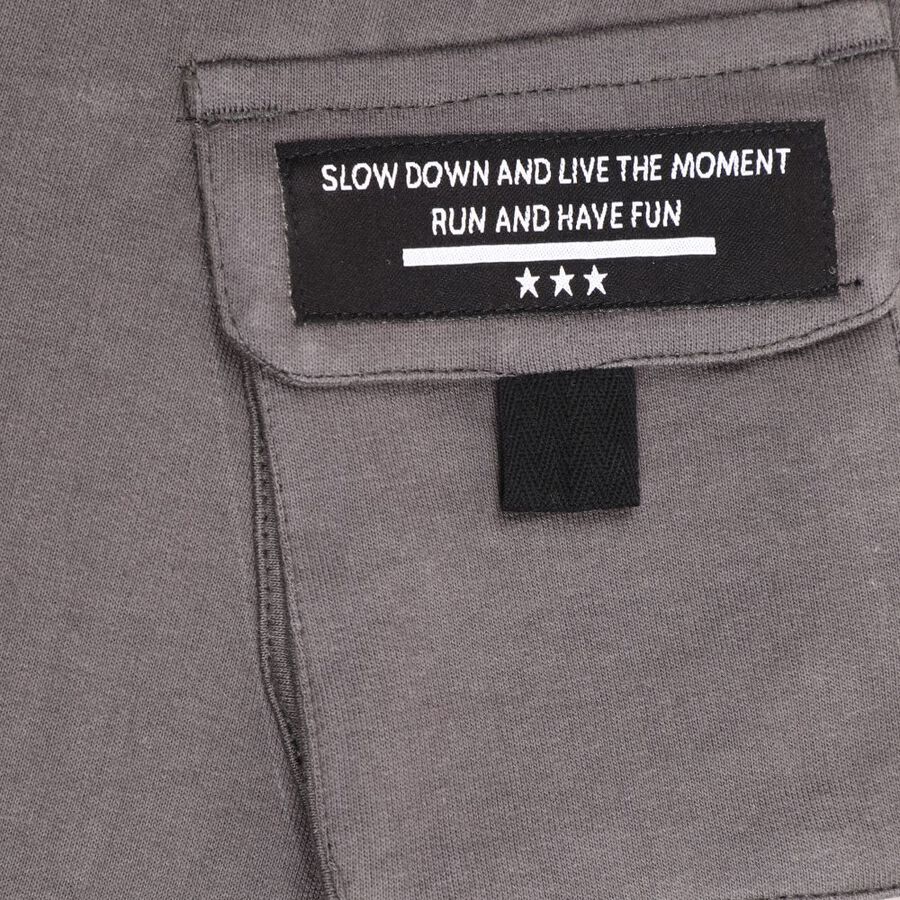 SLOW DOWN AND LIVE THE MOMENT
RUN AND HAVE FUN